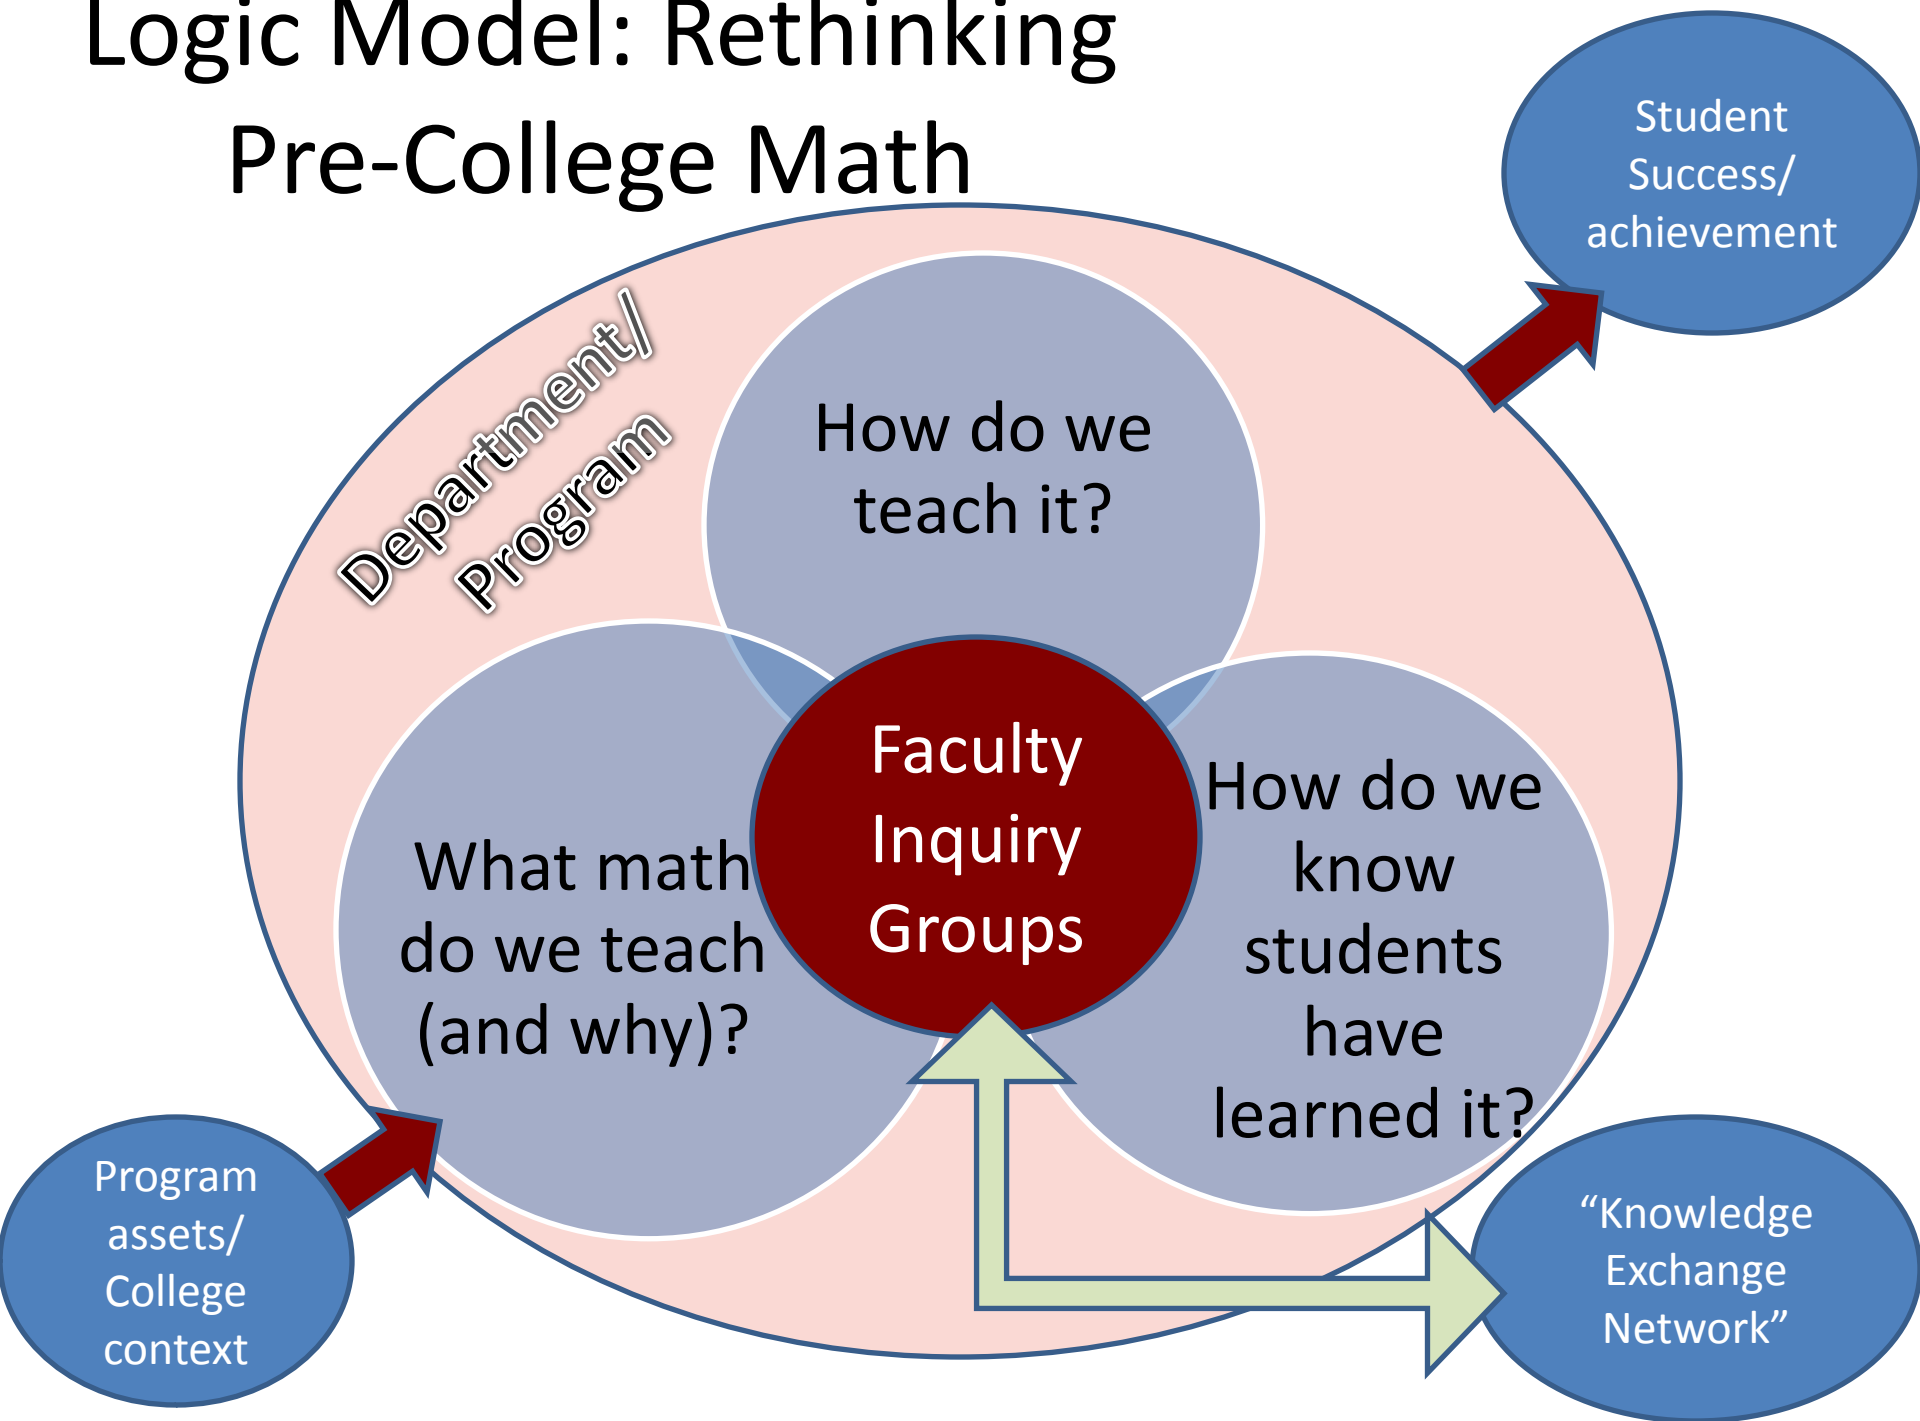 Logic Model: Rethinking
Pre-College Math
Student
Success/
achievement
Department/
Program
How do we
teach it?
Faculty
Inquiry
Groups
What math
do we teach
(and why)?
How do we
know
students
have
learned it?
Program
assets/
College
context
“Knowledge
Exchange
Network”